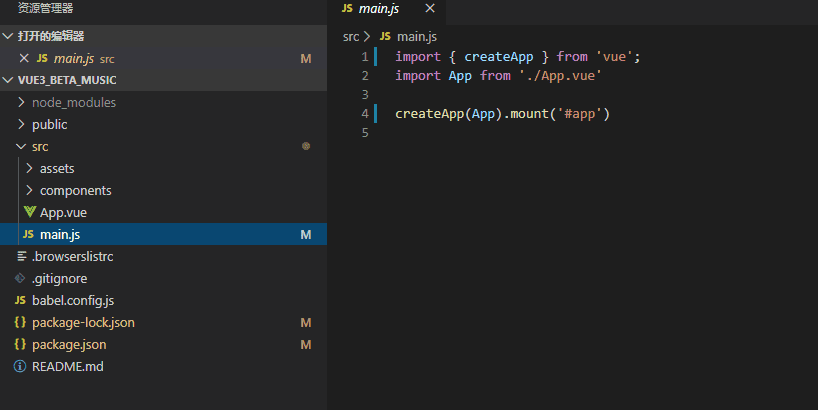 资源管理器
打开的编辑器
JS main.js src M
VUE3_BETA_MUSIC
node_modules
public
src
assets
components
App.vue
JS main.js M
.browserslistrc
.gitignore
JS babel.config.js
{} package-lock.json M
{} package.json M
README.md
JS main.js
src > JS main.js
1 import { createApp } from 'vue';
2 import App from './App.vue'
3
4 createApp(App).mount('#app')
5